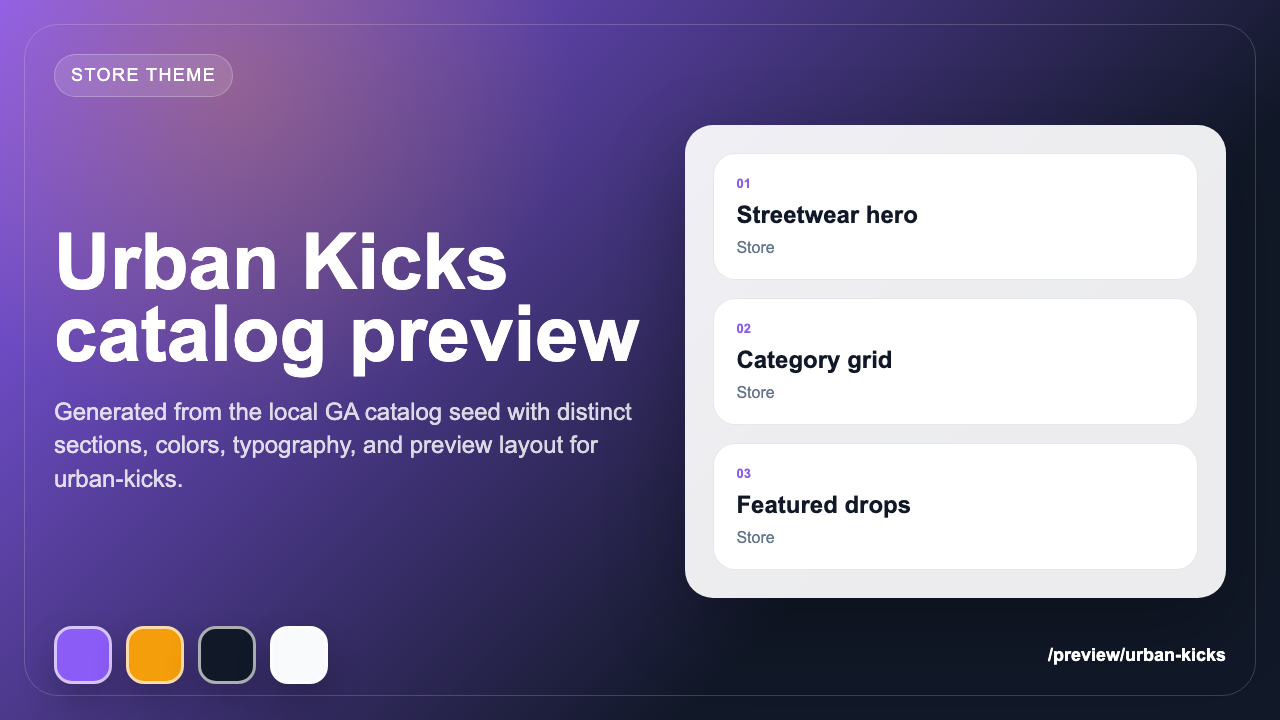 STORE THEME
Urban Kicks
catalog preview
Generated from the local GA catalog seed with distinct
sections, colors, typography, and preview layout for
urban-kicks.
01
Streetwear hero
Store
02
Category grid
Store
03
Featured drops
Store
/preview/urban-kicks